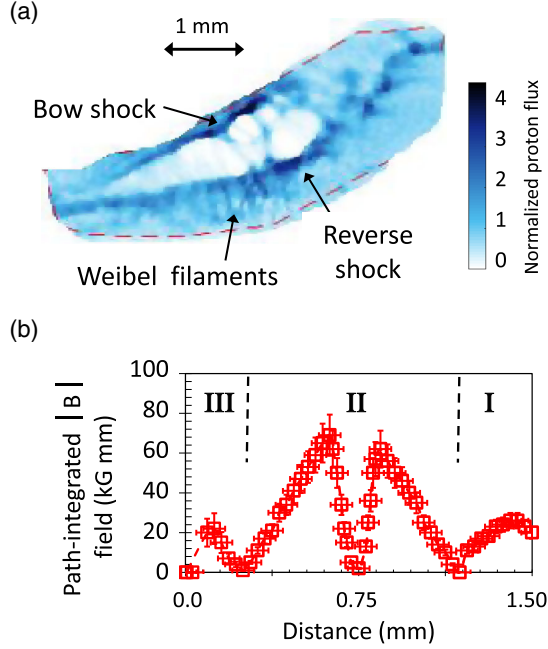 (a)
1 mm
Bow shock
Weibel filaments
Reverse
shock
4
3
2
1
0
Normalized proton flux
(b)
Path-integrated |B|
field (kG mm)
100
80
60
40
20
0
III
II
I
0.0
0.75
1.50
Distance (mm)